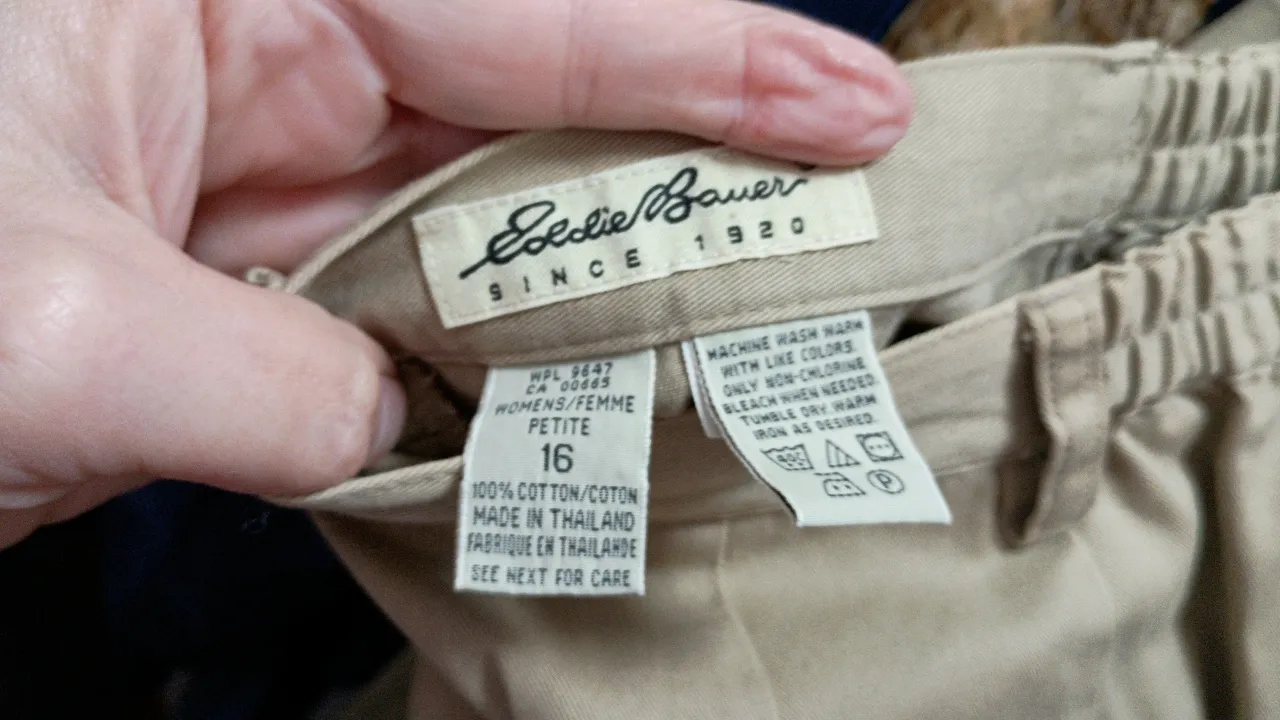 Eddie Bauer
SINCE 1920
WPL 9647
CA 00665
WOMENS/FEMME
PETITE
16
100% COTTON/COTON
MADE IN THAILAND
FABRIQUE EN THAILANDE
SEE NEXT FOR CARE
MACHINE WASH WARM
WITH LIKE COLORS.
ONLY NON-CHLORINE
BLEACH WHEN NEEDED.
TUMBLE DRY WARM
IRON AS DESIRED.
40C
P